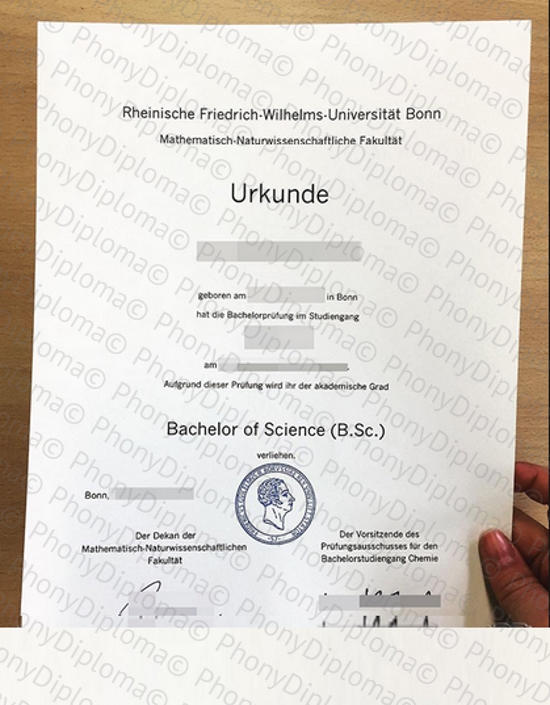 Rheinische Friedrich-Wilhelms-Universität Bonn
Mathematisch-Naturwissenschaftliche Fakultät
Urkunde
geboren am in Bonn
hat die Bachelorprüfung im Studiengang
am
Aufgrund dieser Prüfung wird ihr der akademische Grad
Bachelor of Science (B.Sc.)
verliehen.
Bonn,
Der Dekan der
Mathematisch-Naturwissenschaftlichen
Fakultät
Der Vorsitzende des
Prüfungsausschusses für den
Bachelorstudiengang Chemie
PhonyDiploma©